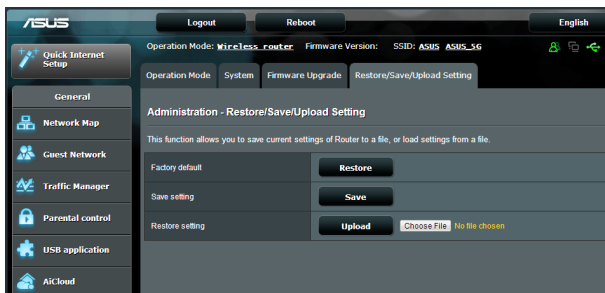 ASUS
Logout Reboot English
Quick Internet Setup
Operation Mode: Wireless router Firmware Version: SSID: ASUS ASUS_5G
General
Network Map
Guest Network
Traffic Manager
Parental control
USB application
AiCloud
Operation Mode System Firmware Upgrade Restore/Save/Upload Setting
Administration - Restore/Save/Upload Setting
This function allows you to save current settings of Router to a file, or load settings from a file.
Factory default Restore
Save setting Save
Restore setting Upload Choose File No file chosen